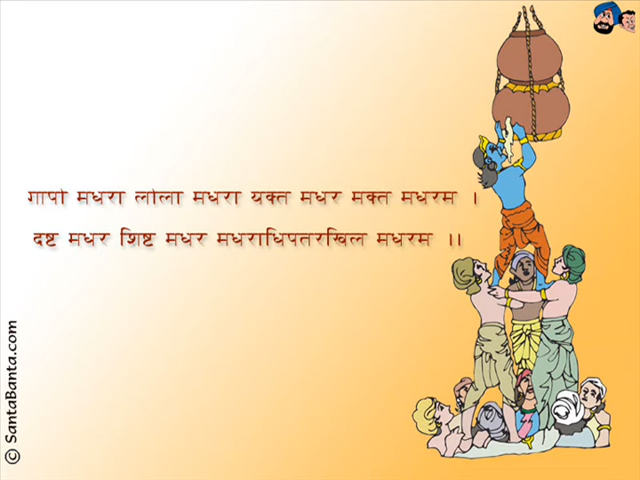 गापी मधरा लीला मधरा यक्त मधर मक्त मधरम ।
दष्ट मधर शिष्ट मधर मधराधिपतरखिल मधरम ।।
© SantaBanta.com